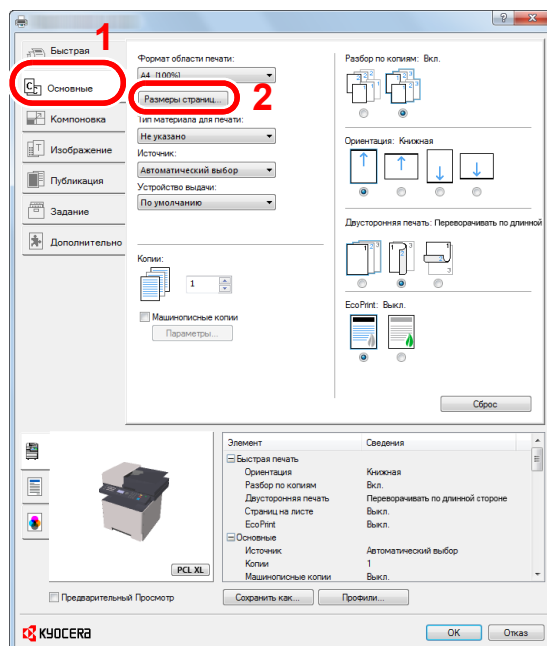 1
Быстрая
Основные
Компоновка
Изображение
Публикация
Задание
Дополнительно
Формат области печати:
A4 [100%]
Размеры страниц...
2
Тип материала для печати:
Не указано
Источник:
Автоматический выбор
Устройство выдачи:
По умолчанию
Копии:
1
Машинописные копии
Параметры...
Разбор по копиям: Вкл.
Ориентация: Книжная
Двусторонняя печать: Переворачивать по длинной
EcoPrint: Выкл.
Сброс
Элемент Сведения
Быстрая печать
Ориентация Книжная
Разбор по копиям Вкл.
Двусторонняя печать Переворачивать по длинной стороне
Страниц на листе Выкл.
EcoPrint Выкл.
Основные
Источник Автоматический выбор
Копии 1
Машинописные копии Выкл.
PCL XL
Предварительный Просмотр
Сохранить как...
Профили...
KYOCERA
OK
Отказ